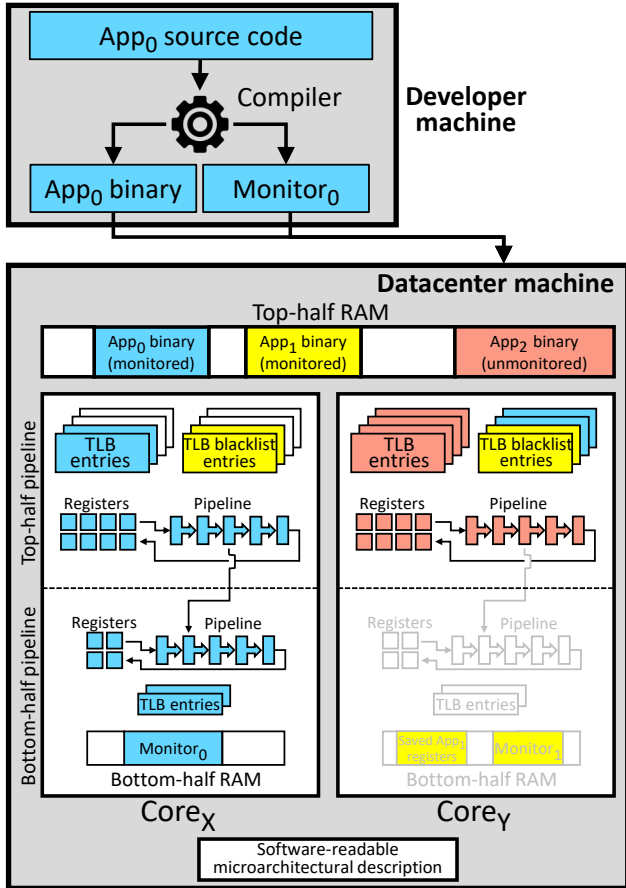 App0 source code
Compiler
Developer
machine
App0 binary
Monitor0
Datacenter machine
Top-half RAM
App0 binary
(monitored)
App1 binary
(monitored)
App2 binary
(unmonitored)
Top-half pipeline
TLB
entries
TLB blacklist
entries
Registers
Pipeline
TLB
entries
TLB blacklist
entries
Registers
Pipeline
Bottom-half pipeline
Registers
Pipeline
TLB entries
Monitor0
Bottom-half RAM
Registers
Pipeline
TLB entries
Saved App1
registers
Monitor1
Bottom-half RAM
CoreX
CoreY
Software-readable
microarchitectural description